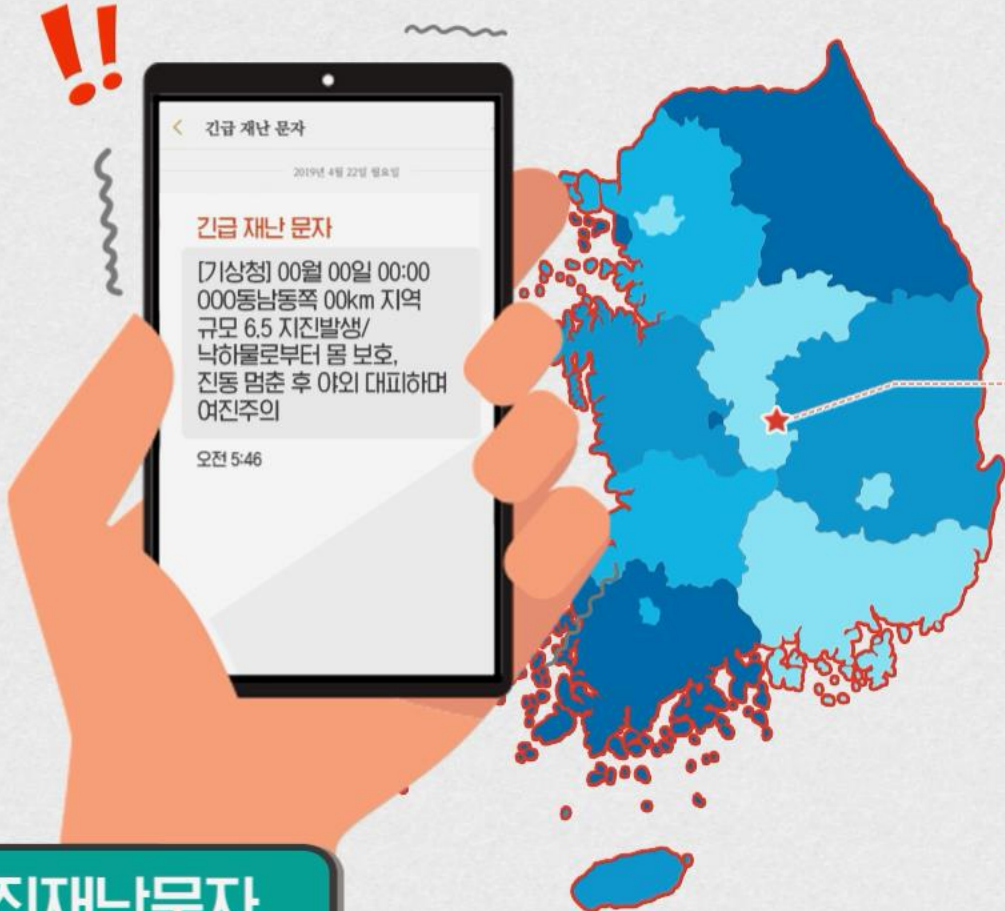 긴급 재난 문자
2019년 4월 22일 월요일
긴급 재난 문자
[기상청] 00월 00일 00:00
000동남동쪽 00km 지역
규모 6.5 지진발생/
낙하물로부터 몸 보호,
진동 멈춘 후 야외 대피하며
여진주의
오전 5:46